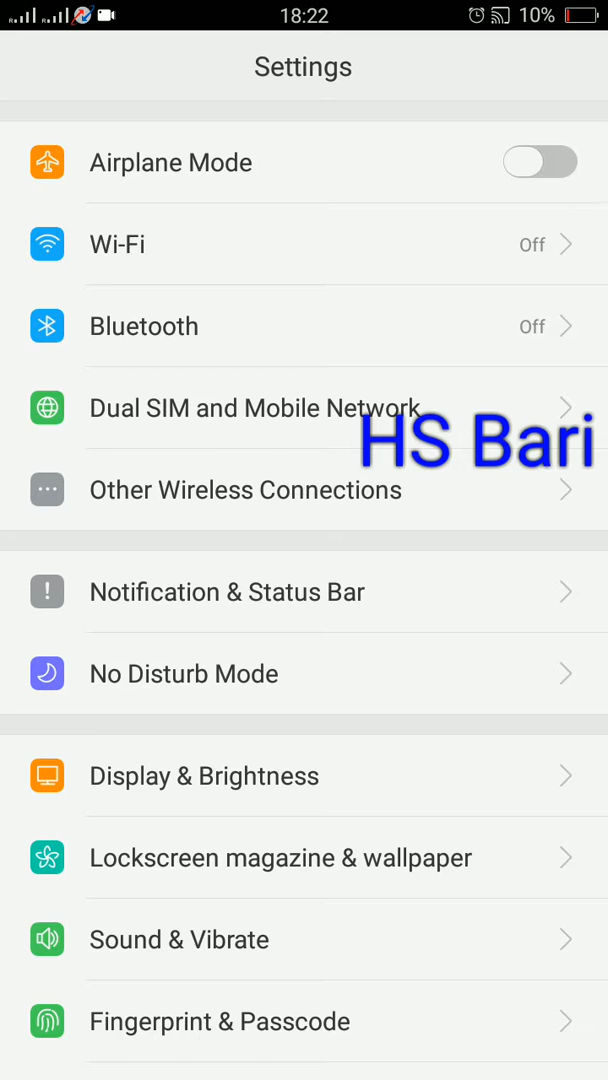 18:22 10%
Settings
Airplane Mode
Wi-Fi Off
Bluetooth Off
Dual SIM and Mobile Network
HS Bari
Other Wireless Connections
Notification & Status Bar
No Disturb Mode
Display & Brightness
Lockscreen magazine & wallpaper
Sound & Vibrate
Fingerprint & Passcode